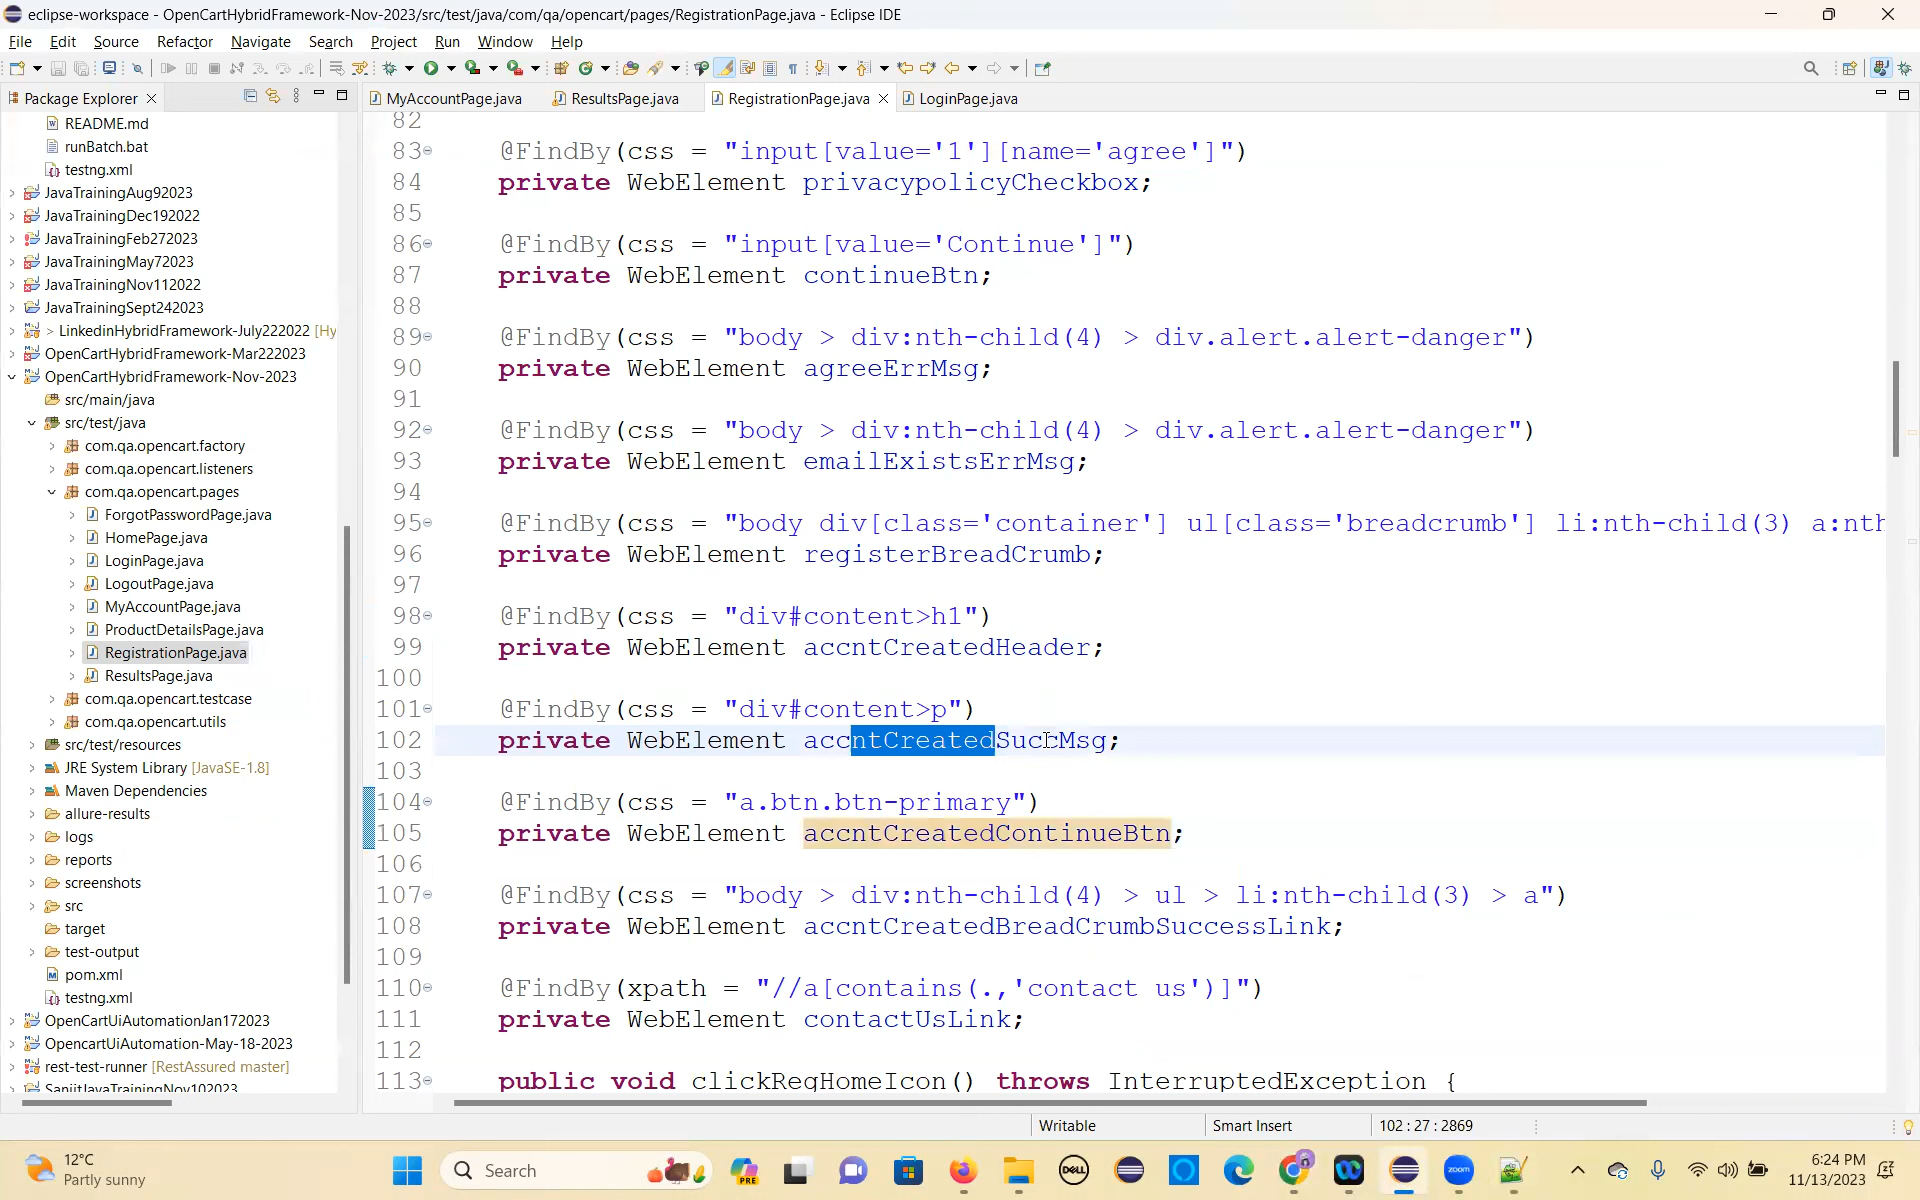 eclipse-workspace - OpenCartHybridFramework-Nov-2023/src/test/java/com/qa/opencart/pages/RegistrationPage.java - Eclipse IDE
File Edit Source Refactor Navigate Search Project Run Window Help
Package Explorer
README.md
runBatch.bat
testng.xml
JavaTrainingAug92023
JavaTrainingDec192022
JavaTrainingFeb272023
JavaTrainingMay72023
JavaTrainingNov112022
JavaTrainingSept242023
> LinkedinHybridFramework-July222022 [Hy
OpenCartHybridFramework-Mar222023
OpenCartHybridFramework-Nov-2023
src/main/java
src/test/java
com.qa.opencart.factory
com.qa.opencart.listeners
com.qa.opencart.pages
ForgotPasswordPage.java
HomePage.java
LoginPage.java
LogoutPage.java
MyAccountPage.java
ProductDetailsPage.java
RegistrationPage.java
ResultsPage.java
com.qa.opencart.testcase
com.qa.opencart.utils
src/test/resources
JRE System Library [JavaSE-1.8]
Maven Dependencies
allure-results
logs
reports
screenshots
src
target
test-output
pom.xml
testng.xml
OpenCartUiAutomationJan172023
OpencartUiAutomation-May-18-2023
rest-test-runner [RestAssured master]
SanjitJavaTrainingNov102023
MyAccountPage.java ResultsPage.java RegistrationPage.java LoginPage.java
82
83 @FindBy(css = "input[value='1'][name='agree']")
84 private WebElement privacypolicyCheckbox;
85
86 @FindBy(css = "input[value='Continue']")
87 private WebElement continueBtn;
88
89 @FindBy(css = "body > div:nth-child(4) > div.alert.alert-danger")
90 private WebElement agreeErrMsg;
91
92 @FindBy(css = "body > div:nth-child(4) > div.alert.alert-danger")
93 private WebElement emailExistsErrMsg;
94
95 @FindBy(css = "body div[class='container'] ul[class='breadcrumb'] li:nth-child(3) a:nth
96 private WebElement registerBreadCrumb;
97
98 @FindBy(css = "div#content>h1")
99 private WebElement accntCreatedHeader;
100
101 @FindBy(css = "div#content>p")
102 private WebElement accntCreatedSuccMsg;
103
104 @FindBy(css = "a.btn.btn-primary")
105 private WebElement accntCreatedContinueBtn;
106
107 @FindBy(css = "body > div:nth-child(4) > ul > li:nth-child(3) > a")
108 private WebElement accntCreatedBreadCrumbSuccessLink;
109
110 @FindBy(xpath = "//a[contains(.,'contact us')]")
111 private WebElement contactUsLink;
112
113 public void clickRegHomeIcon() throws InterruptedException {
Writable Smart Insert 102 : 27 : 2869
12°C
Partly sunny
Search
PRE
DELL
zoom
6:24 PM
11/13/2023